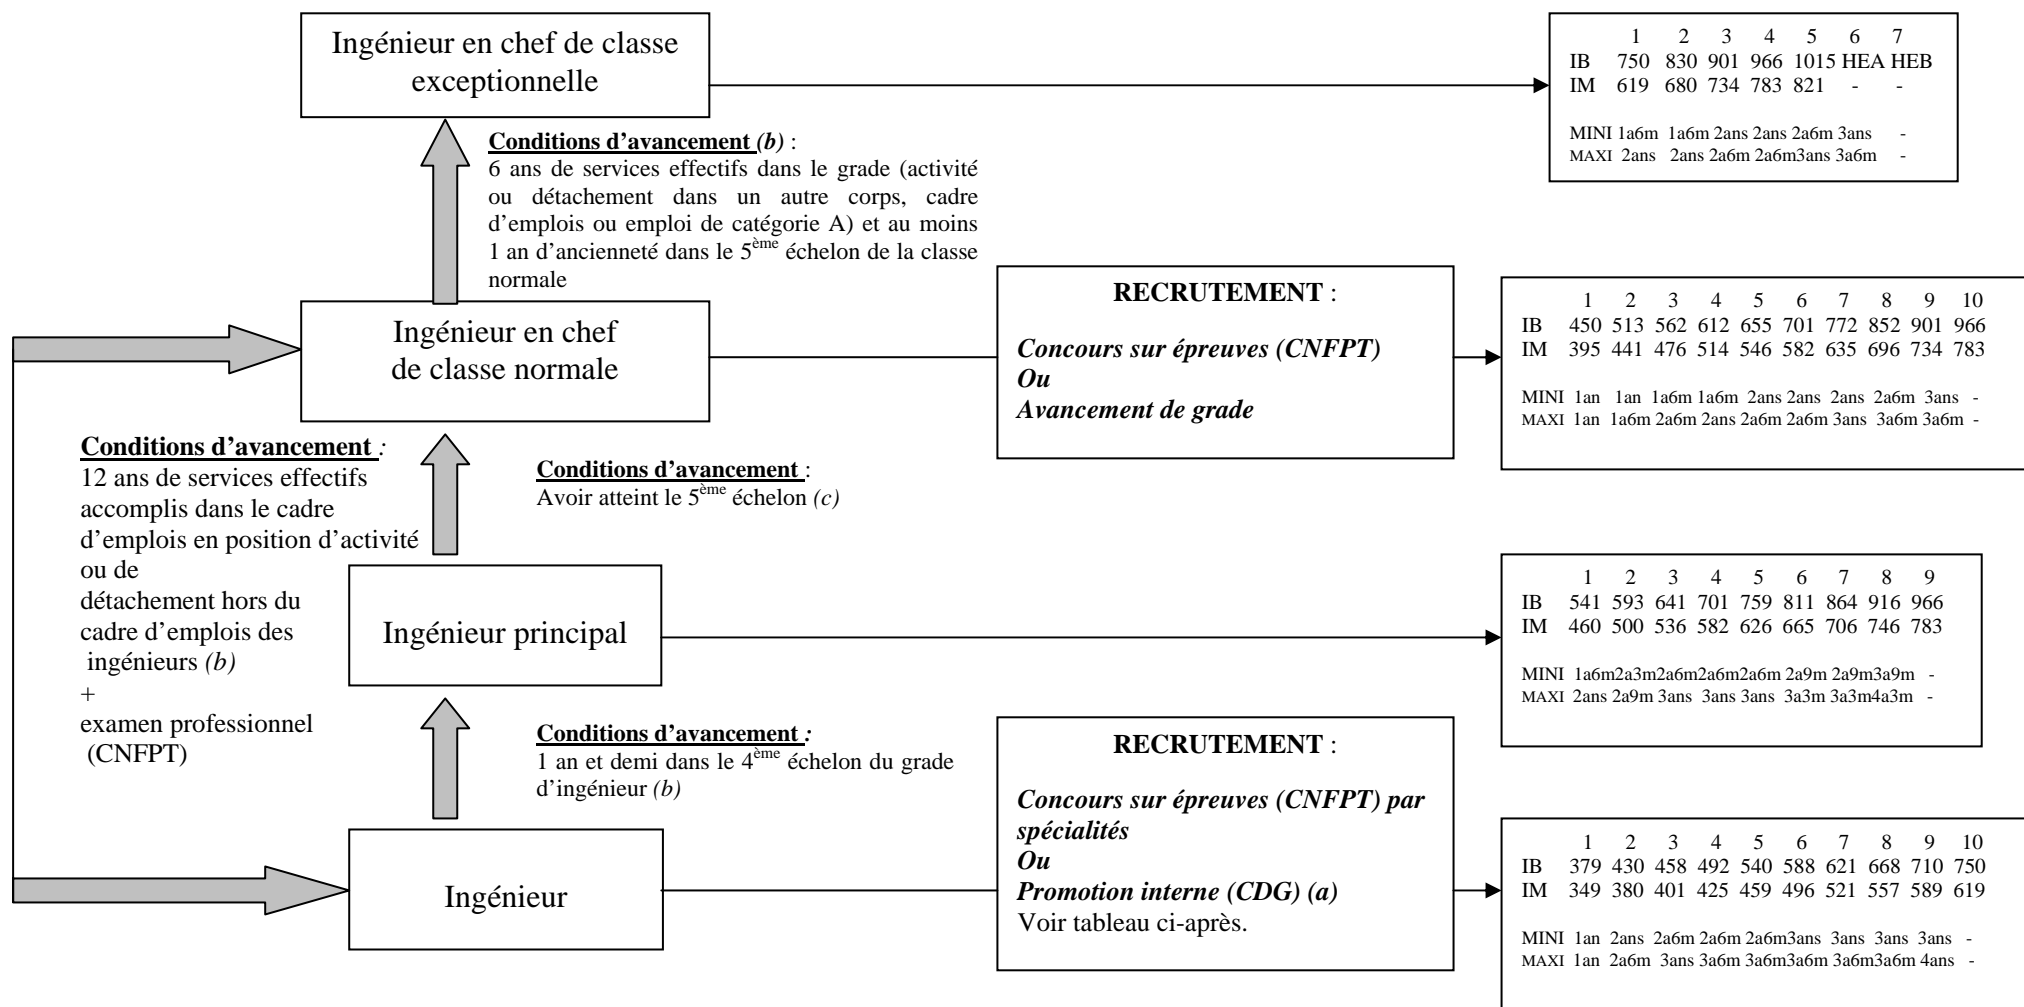 Ingénieur en chef de classe
exceptionnelle
1 2 3 4 5 6 7
IB 750 830 901 966 1015 HEA HEB
IM 619 680 734 783 821 - -
MINI 1a6m 1a6m 2ans 2ans 2a6m 3ans -
MAXI 2ans 2ans 2a6m 2a6m3ans 3a6m -
Conditions d'avancement (b) :
6 ans de services effectifs dans le grade (activité
ou détachement dans un autre corps, cadre
d'emplois ou emploi de catégorie A) et au moins
1 an d'ancienneté dans le 5ème échelon de la classe
normale
Ingénieur en chef
de classe normale
RECRUTEMENT :
Concours sur épreuves (CNFPT)
Ou
Avancement de grade
1 2 3 4 5 6 7 8 9 10
IB 450 513 562 612 655 701 772 852 901 966
IM 395 441 476 514 546 582 635 696 734 783
MINI 1an 1an 1a6m 1a6m 2ans 2ans 2ans 2a6m 3ans -
MAXI 1an 1a6m 2a6m 2ans 2a6m 2a6m 3ans 3a6m 3a6m -
Conditions d'avancement :
12 ans de services effectifs
accomplis dans le cadre
d'emplois en position d'activité
ou de
détachement hors du
cadre d'emplois des
ingénieurs (b)
+
examen professionnel
(CNFPT)
Conditions d'avancement :
Avoir atteint le 5ème échelon (c)
Ingénieur principal
1 2 3 4 5 6 7 8 9
IB 541 593 641 701 759 811 864 916 966
IM 460 500 536 582 626 665 706 746 783
MINI 1a6m2a3m2a6m2a6m2a6m 2a9m 2a9m3a9m -
MAXI 2ans 2a9m 3ans 3ans 3ans 3a3m 3a3m4a3m -
Conditions d'avancement :
1 an et demi dans le 4ème échelon du grade
d'ingénieur (b)
Ingénieur
RECRUTEMENT :
Concours sur épreuves (CNFPT) par
spécialités
Ou
Promotion interne (CDG) (a)
Voir tableau ci-après.
1 2 3 4 5 6 7 8 9 10
IB 379 430 458 492 540 588 621 668 710 750
IM 349 380 401 425 459 496 521 557 589 619
MINI 1an 2ans 2a6m 2a6m 2a6m3ans 3ans 3ans 3ans -
MAXI 1an 2a6m 3ans 3a6m 3a6m3a6m 3a6m3a6m 4ans -